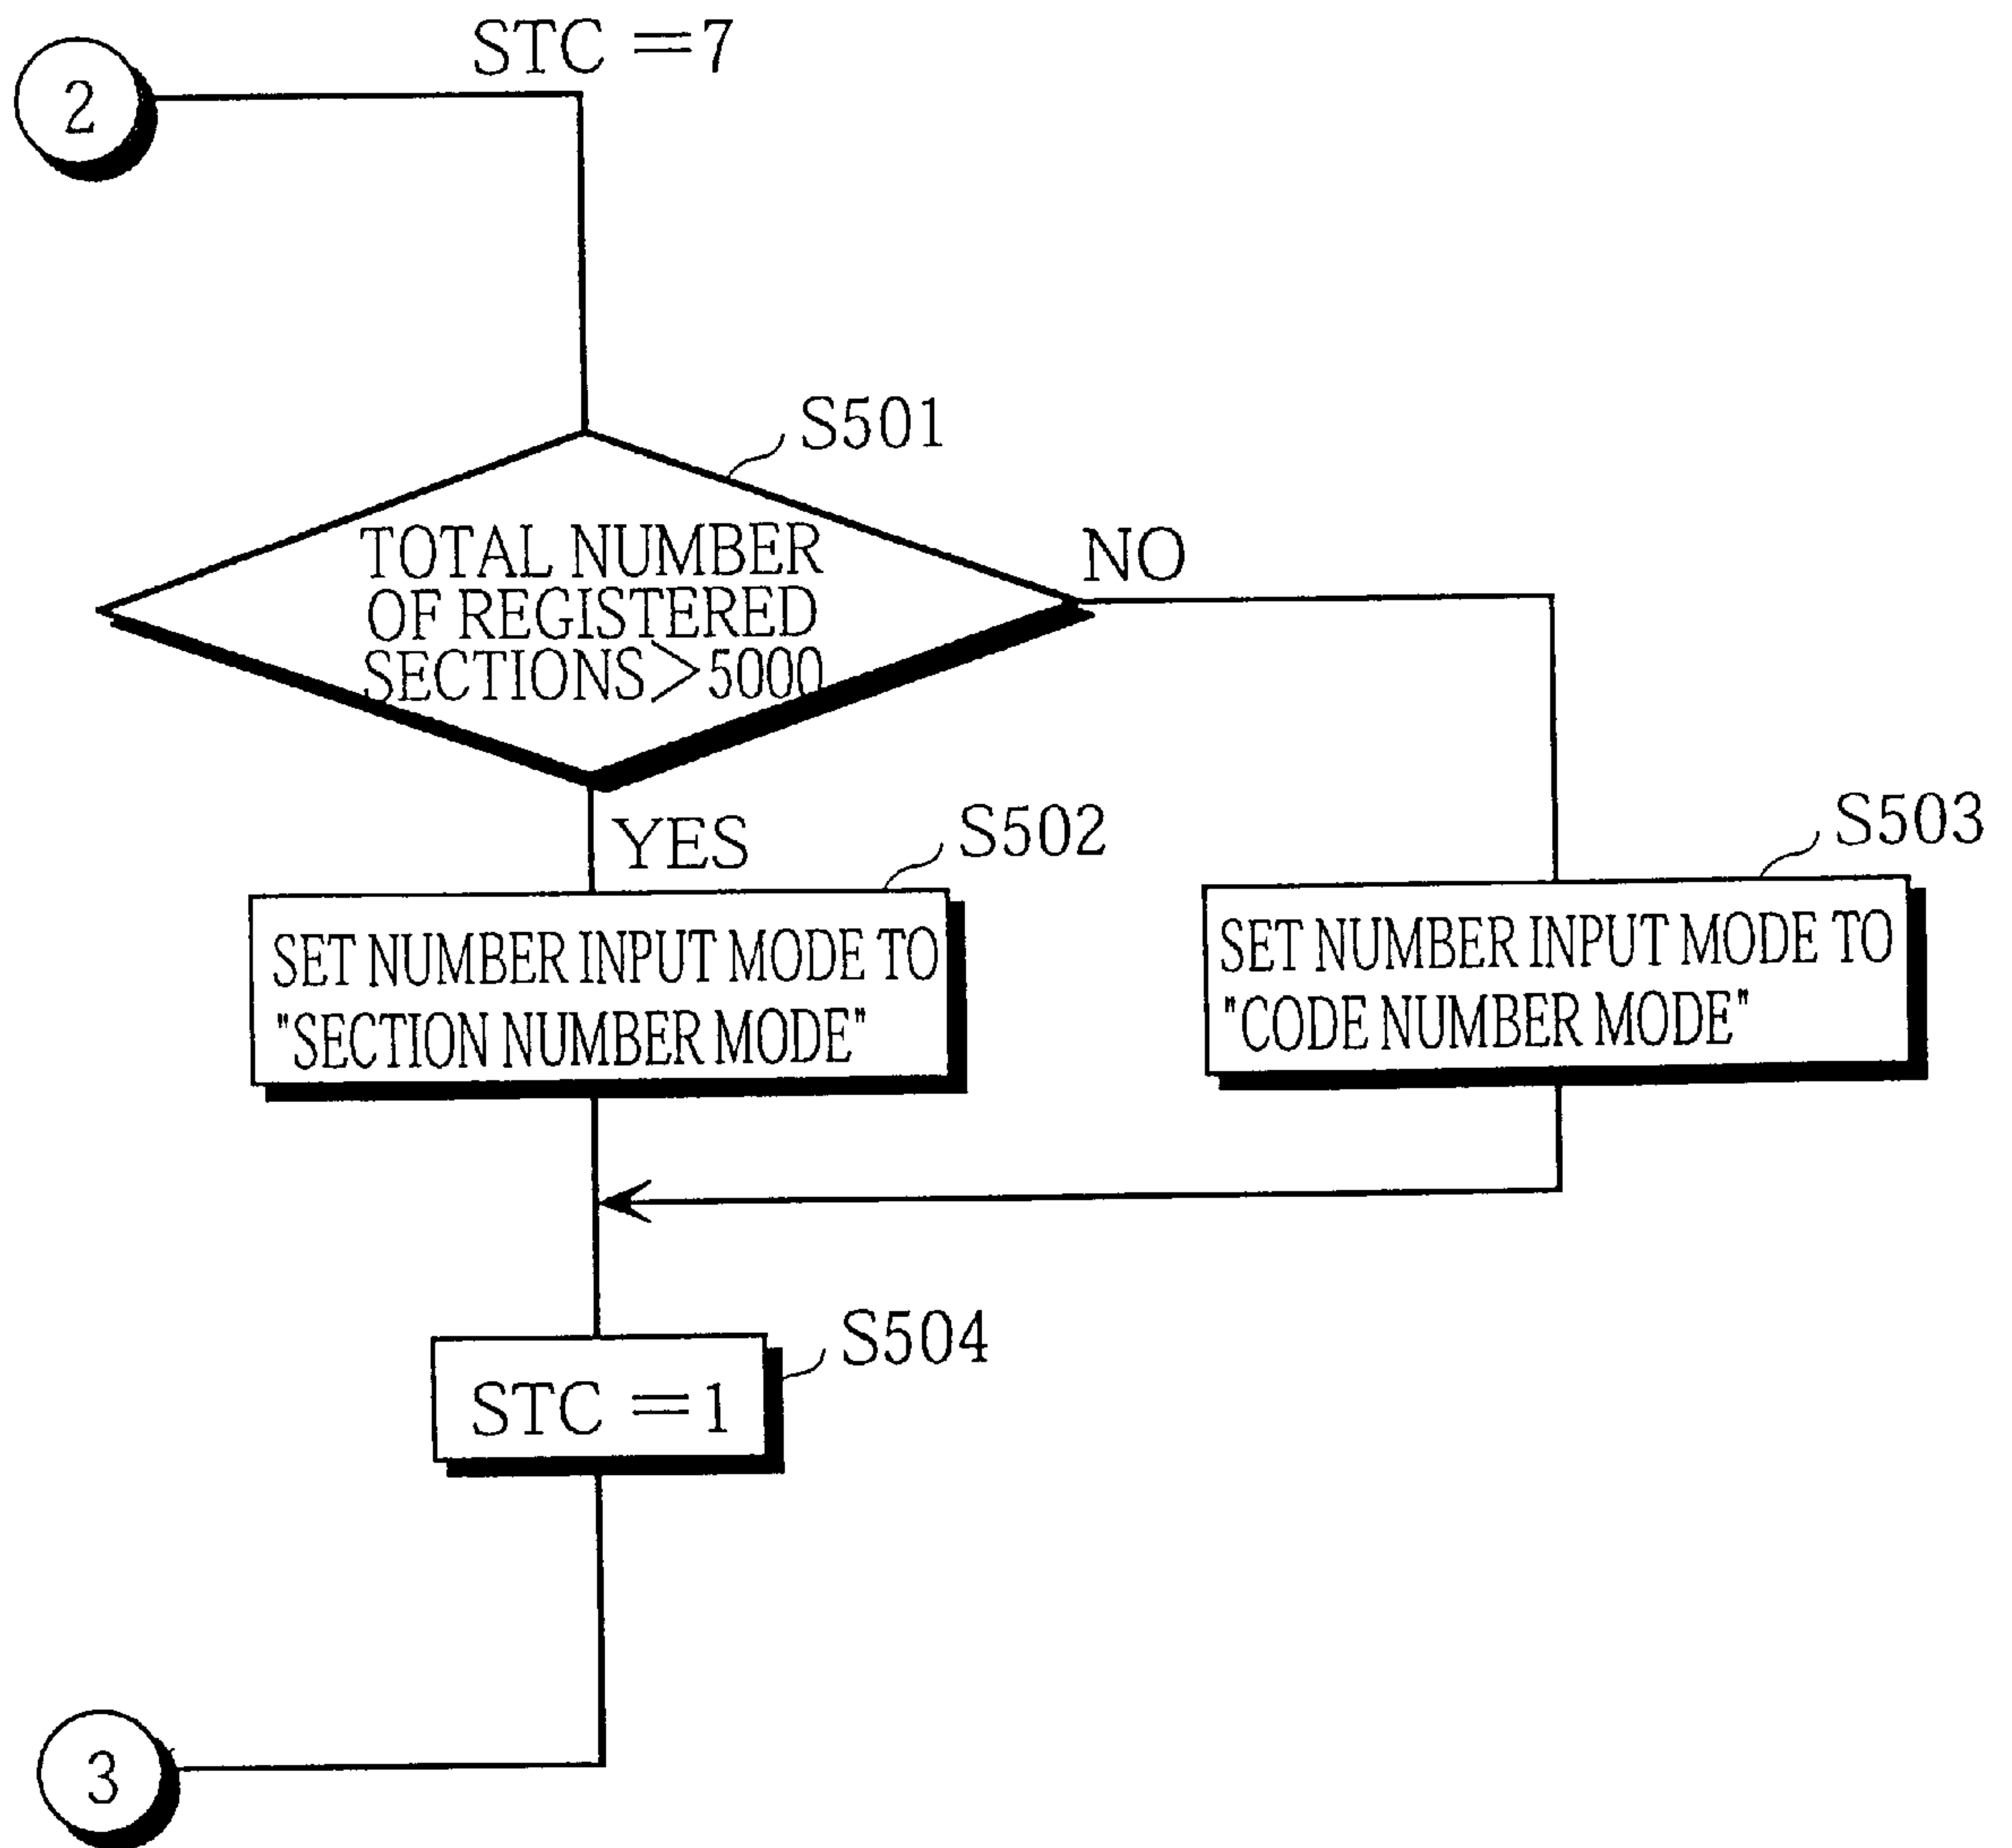 STC =7
2
S501
TOTAL NUMBER
OF REGISTERED
SECTIONS>5000
NO
YES
S502
S503
SET NUMBER INPUT MODE TO
"SECTION NUMBER MODE"
SET NUMBER INPUT MODE TO
"CODE NUMBER MODE"
S504
STC =1
3